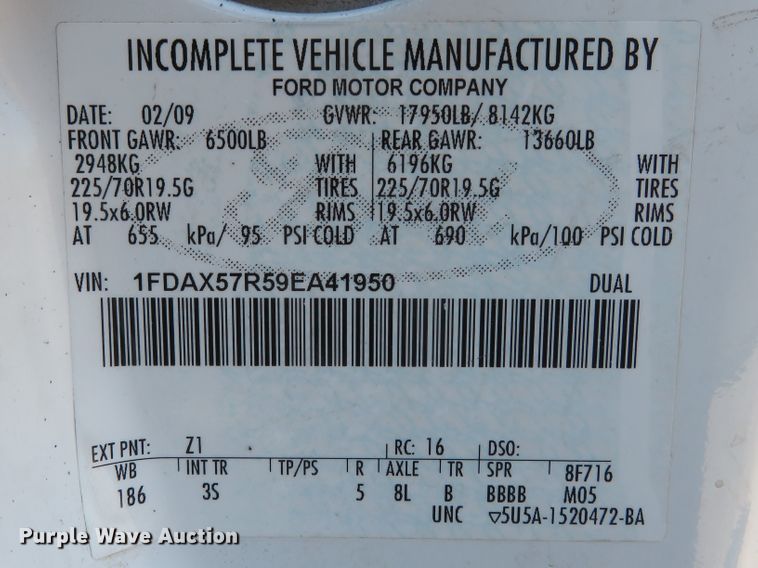 INCOMPLETE VEHICLE MANUFACTURED BY
FORD MOTOR COMPANY
DATE: 02/09 GVWR: 17950LB/ 8142KG
FRONT GAWR: 6500LB REAR GAWR: 13660LB
2948KG WITH 6196KG WITH
225/70R19.5G TIRES 225/70R19.5G TIRES
19.5x6.0RW RIMS 19.5x6.0RW RIMS
AT 655 kPa/ 95 PSI COLD AT 690 kPa/100 PSI COLD
VIN: 1FDAX57R59EA41950 DUAL
EXT PNT: Z1 RC: 16 DSO:
WB INT TR TP/PS R AXLE TR SPR 8F716
186 3S 5 8L B BBBB M05
UNC ▽5U5A-1520472-BA
Purple Wave Auction